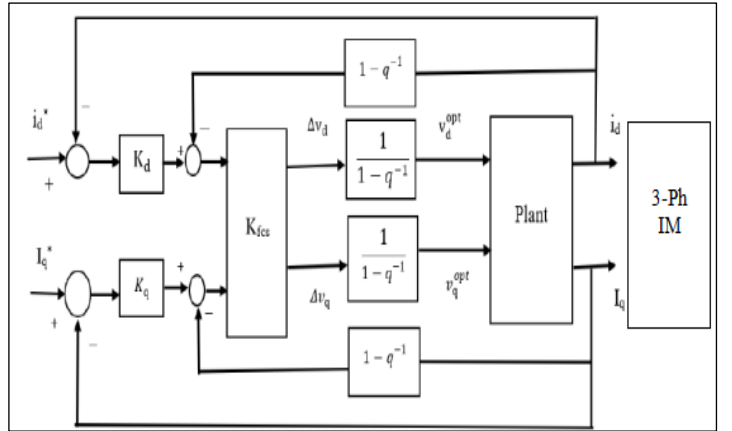 1 − q⁻¹
i_d*
−
+
K_d
+
−
Δv_d
1
1 − q⁻¹
v_d^opt
i_d
K_fcs
Plant
3-Ph
IM
I_q*
+
−
K_q
+
−
Δv_q
1
1 − q⁻¹
v_q^opt
I_q
1 − q⁻¹